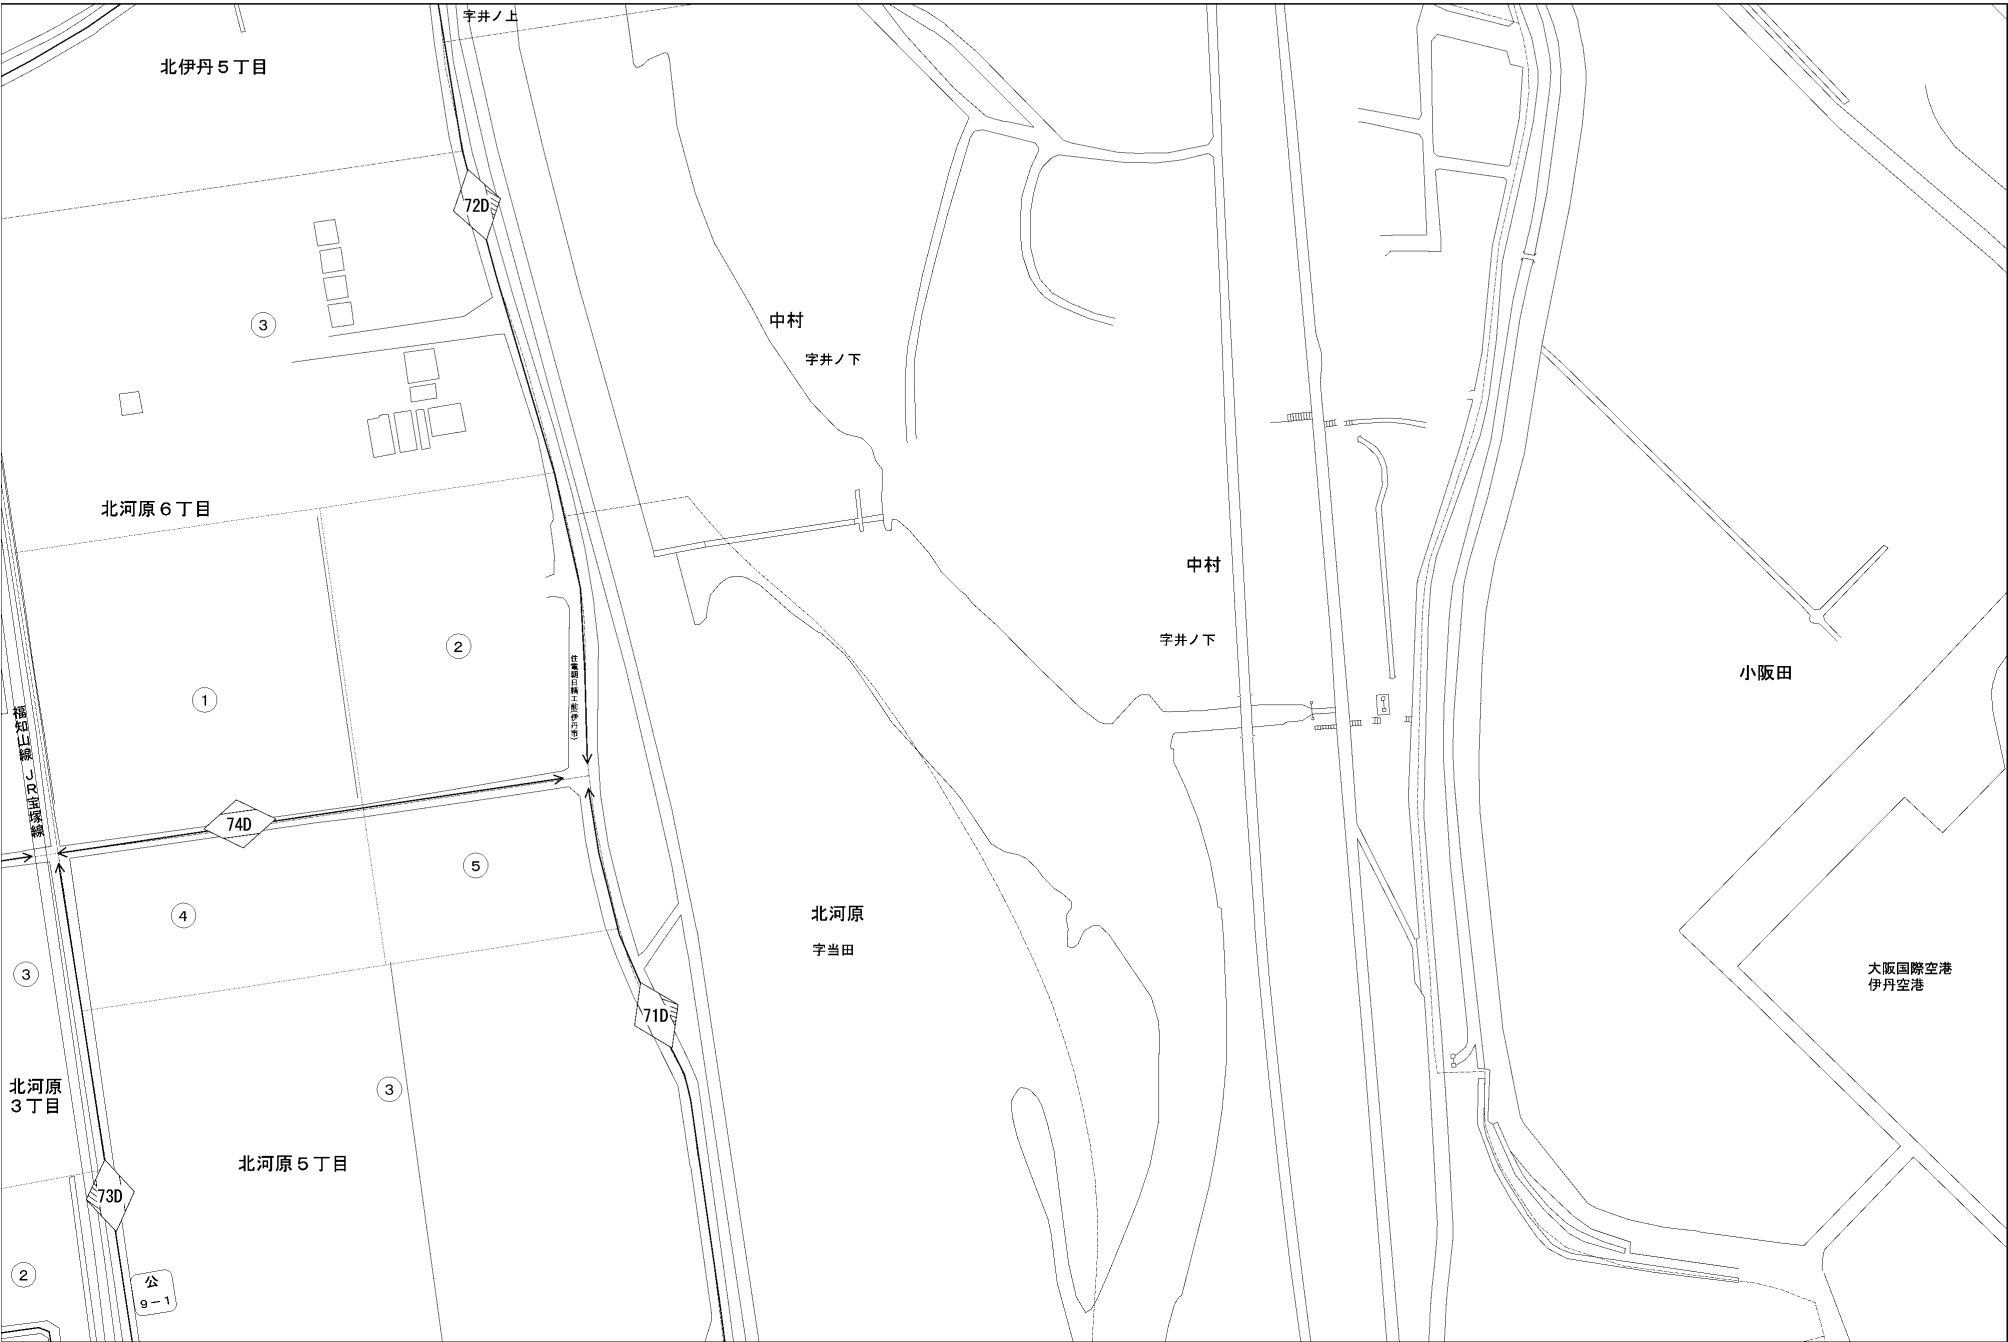 字井ノ上
北伊丹５丁目
72D
③
中村
字井ノ下
北河原６丁目
中村
字井ノ下
②
小阪田
①
福知山線 ＪＲ宝塚線
74D
⑤
④
北河原
字当田
③
大阪国際空港
伊丹空港
71D
北河原
３丁目
③
北河原５丁目
73D
②
公
９－１